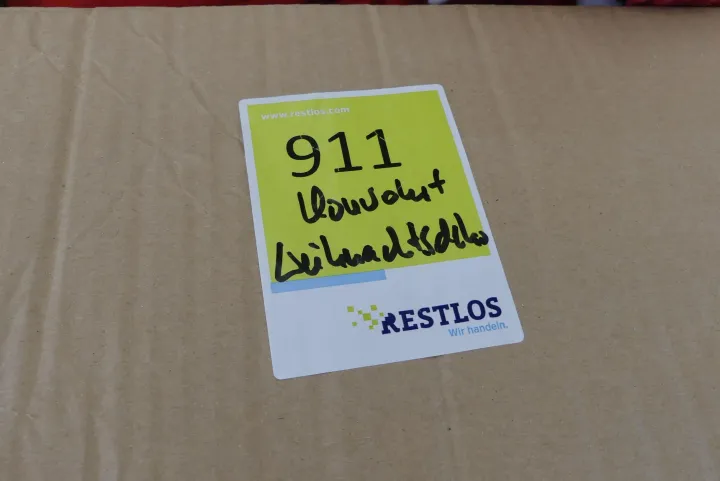 www.restlos.com
911
Konvolut
Weihnachtsdeko
RESTLOS
Wir handeln.